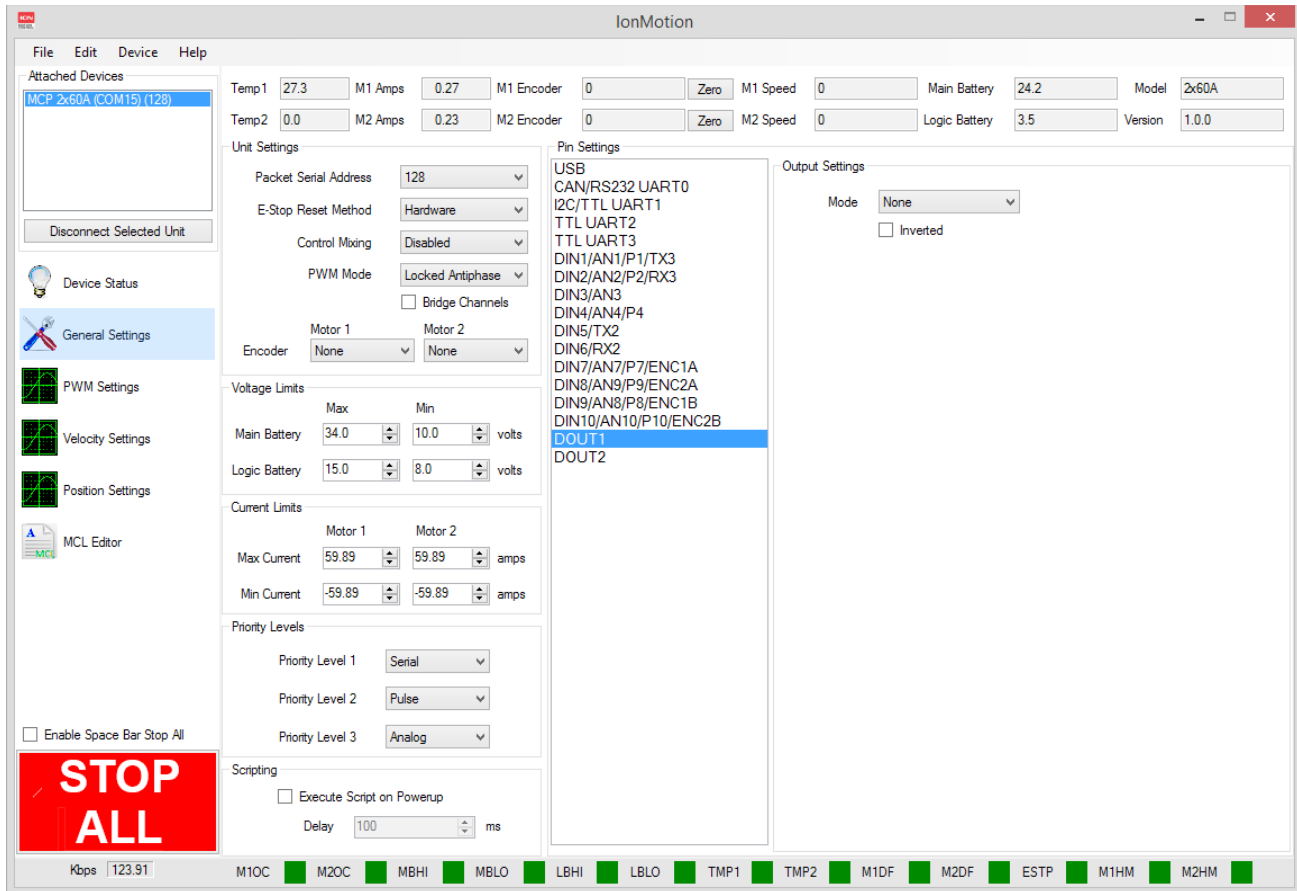 IonMotion
File Edit Device Help
Attached Devices
MCP 2x60A (COM15) (128)
Disconnect Selected Unit
Device Status
General Settings
PWM Settings
Velocity Settings
Position Settings
MCL Editor
Enable Space Bar Stop All
STOP
ALL
Temp1 27.3 M1 Amps 0.27 M1 Encoder 0 Zero M1 Speed 0 Main Battery 24.2 Model 2x60A
Temp2 0.0 M2 Amps 0.23 M2 Encoder 0 Zero M2 Speed 0 Logic Battery 3.5 Version 1.0.0
Unit Settings
Packet Serial Address 128
E-Stop Reset Method Hardware
Control Mixing Disabled
PWM Mode Locked Antiphase
Bridge Channels
Motor 1 Motor 2
Encoder None None
Voltage Limits
Max Min
Main Battery 34.0 10.0 volts
Logic Battery 15.0 8.0 volts
Current Limits
Motor 1 Motor 2
Max Current 59.89 59.89 amps
Min Current -59.89 -59.89 amps
Priority Levels
Priority Level 1 Serial
Priority Level 2 Pulse
Priority Level 3 Analog
Scripting
Execute Script on Powerup
Delay 100 ms
Pin Settings
USB
CAN/RS232 UART0
I2C/TTL UART1
TTL UART2
TTL UART3
DIN1/AN1/P1/TX3
DIN2/AN2/P2/RX3
DIN3/AN3
DIN4/AN4/P4
DIN5/TX2
DIN6/RX2
DIN7/AN7/P7/ENC1A
DIN8/AN9/P9/ENC2A
DIN9/AN8/P8/ENC1B
DIN10/AN10/P10/ENC2B
DOUT1
DOUT2
Output Settings
Mode None
Inverted
Kbps 123.91 M1OC M2OC MBHI MBLO LBHI LBLO TMP1 TMP2 M1DF M2DF ESTP M1HM M2HM